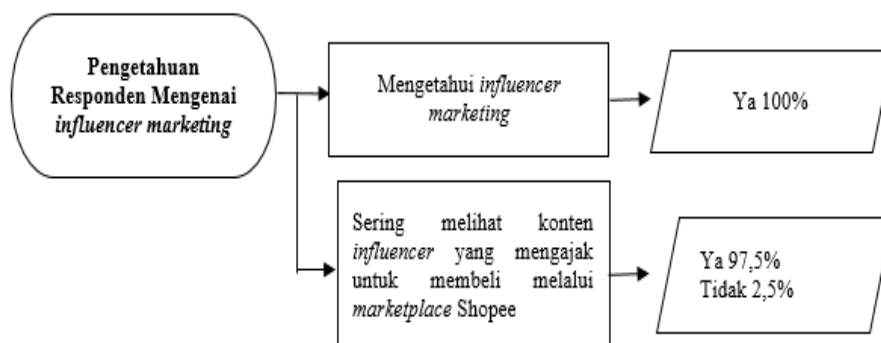 Pengetahuan
Responden Mengenai
influencer marketing
Mengetahui influencer
marketing
Ya 100%
Sering melihat konten
influencer yang mengajak
untuk membeli melalui
marketplace Shopee
Ya 97,5%
Tidak 2,5%